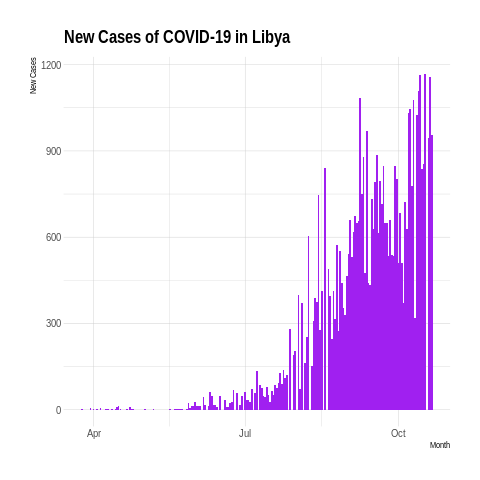 New Cases of COVID-19 in Libya
New Cases
1200
900
600
300
0
Apr
Jul
Oct
Month